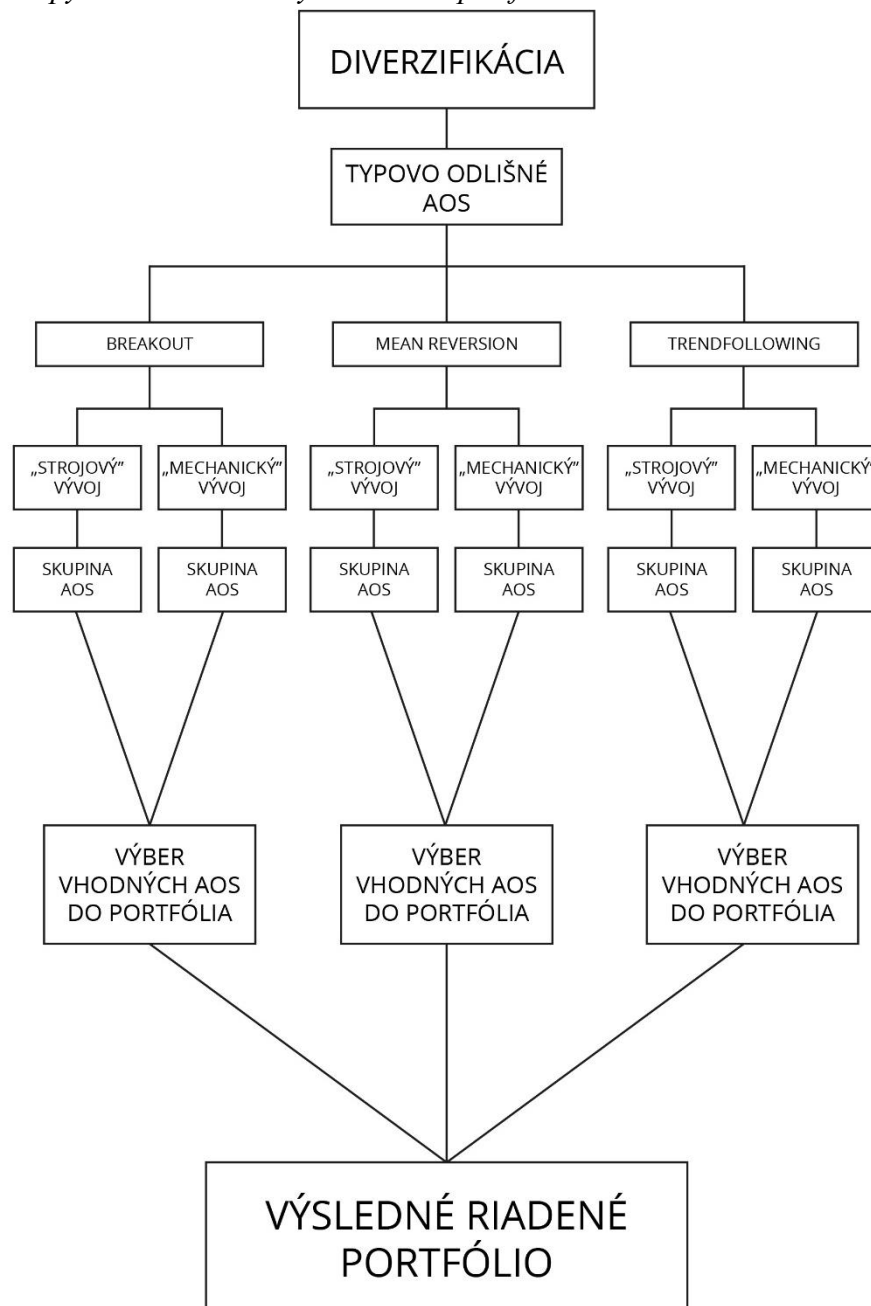 DIVERZIFIKÁCIA
TYPOVO ODLIŠNÉ
AOS
BREAKOUT
MEAN REVERSION
TRENDFOLLOWING
„STROJOVÝ”
VÝVOJ
„MECHANICKÝ”
VÝVOJ
„STROJOVÝ”
VÝVOJ
„MECHANICKÝ”
VÝVOJ
„STROJOVÝ”
VÝVOJ
„MECHANICKÝ”
VÝVOJ
SKUPINA
AOS
SKUPINA
AOS
SKUPINA
AOS
SKUPINA
AOS
SKUPINA
AOS
SKUPINA
AOS
VÝBER
VHODNÝCH AOS
DO PORTFÓLIA
VÝBER
VHODNÝCH AOS
DO PORTFÓLIA
VÝBER
VHODNÝCH AOS
DO PORTFÓLIA
VÝSLEDNÉ RIADENÉ
PORTFÓLIO